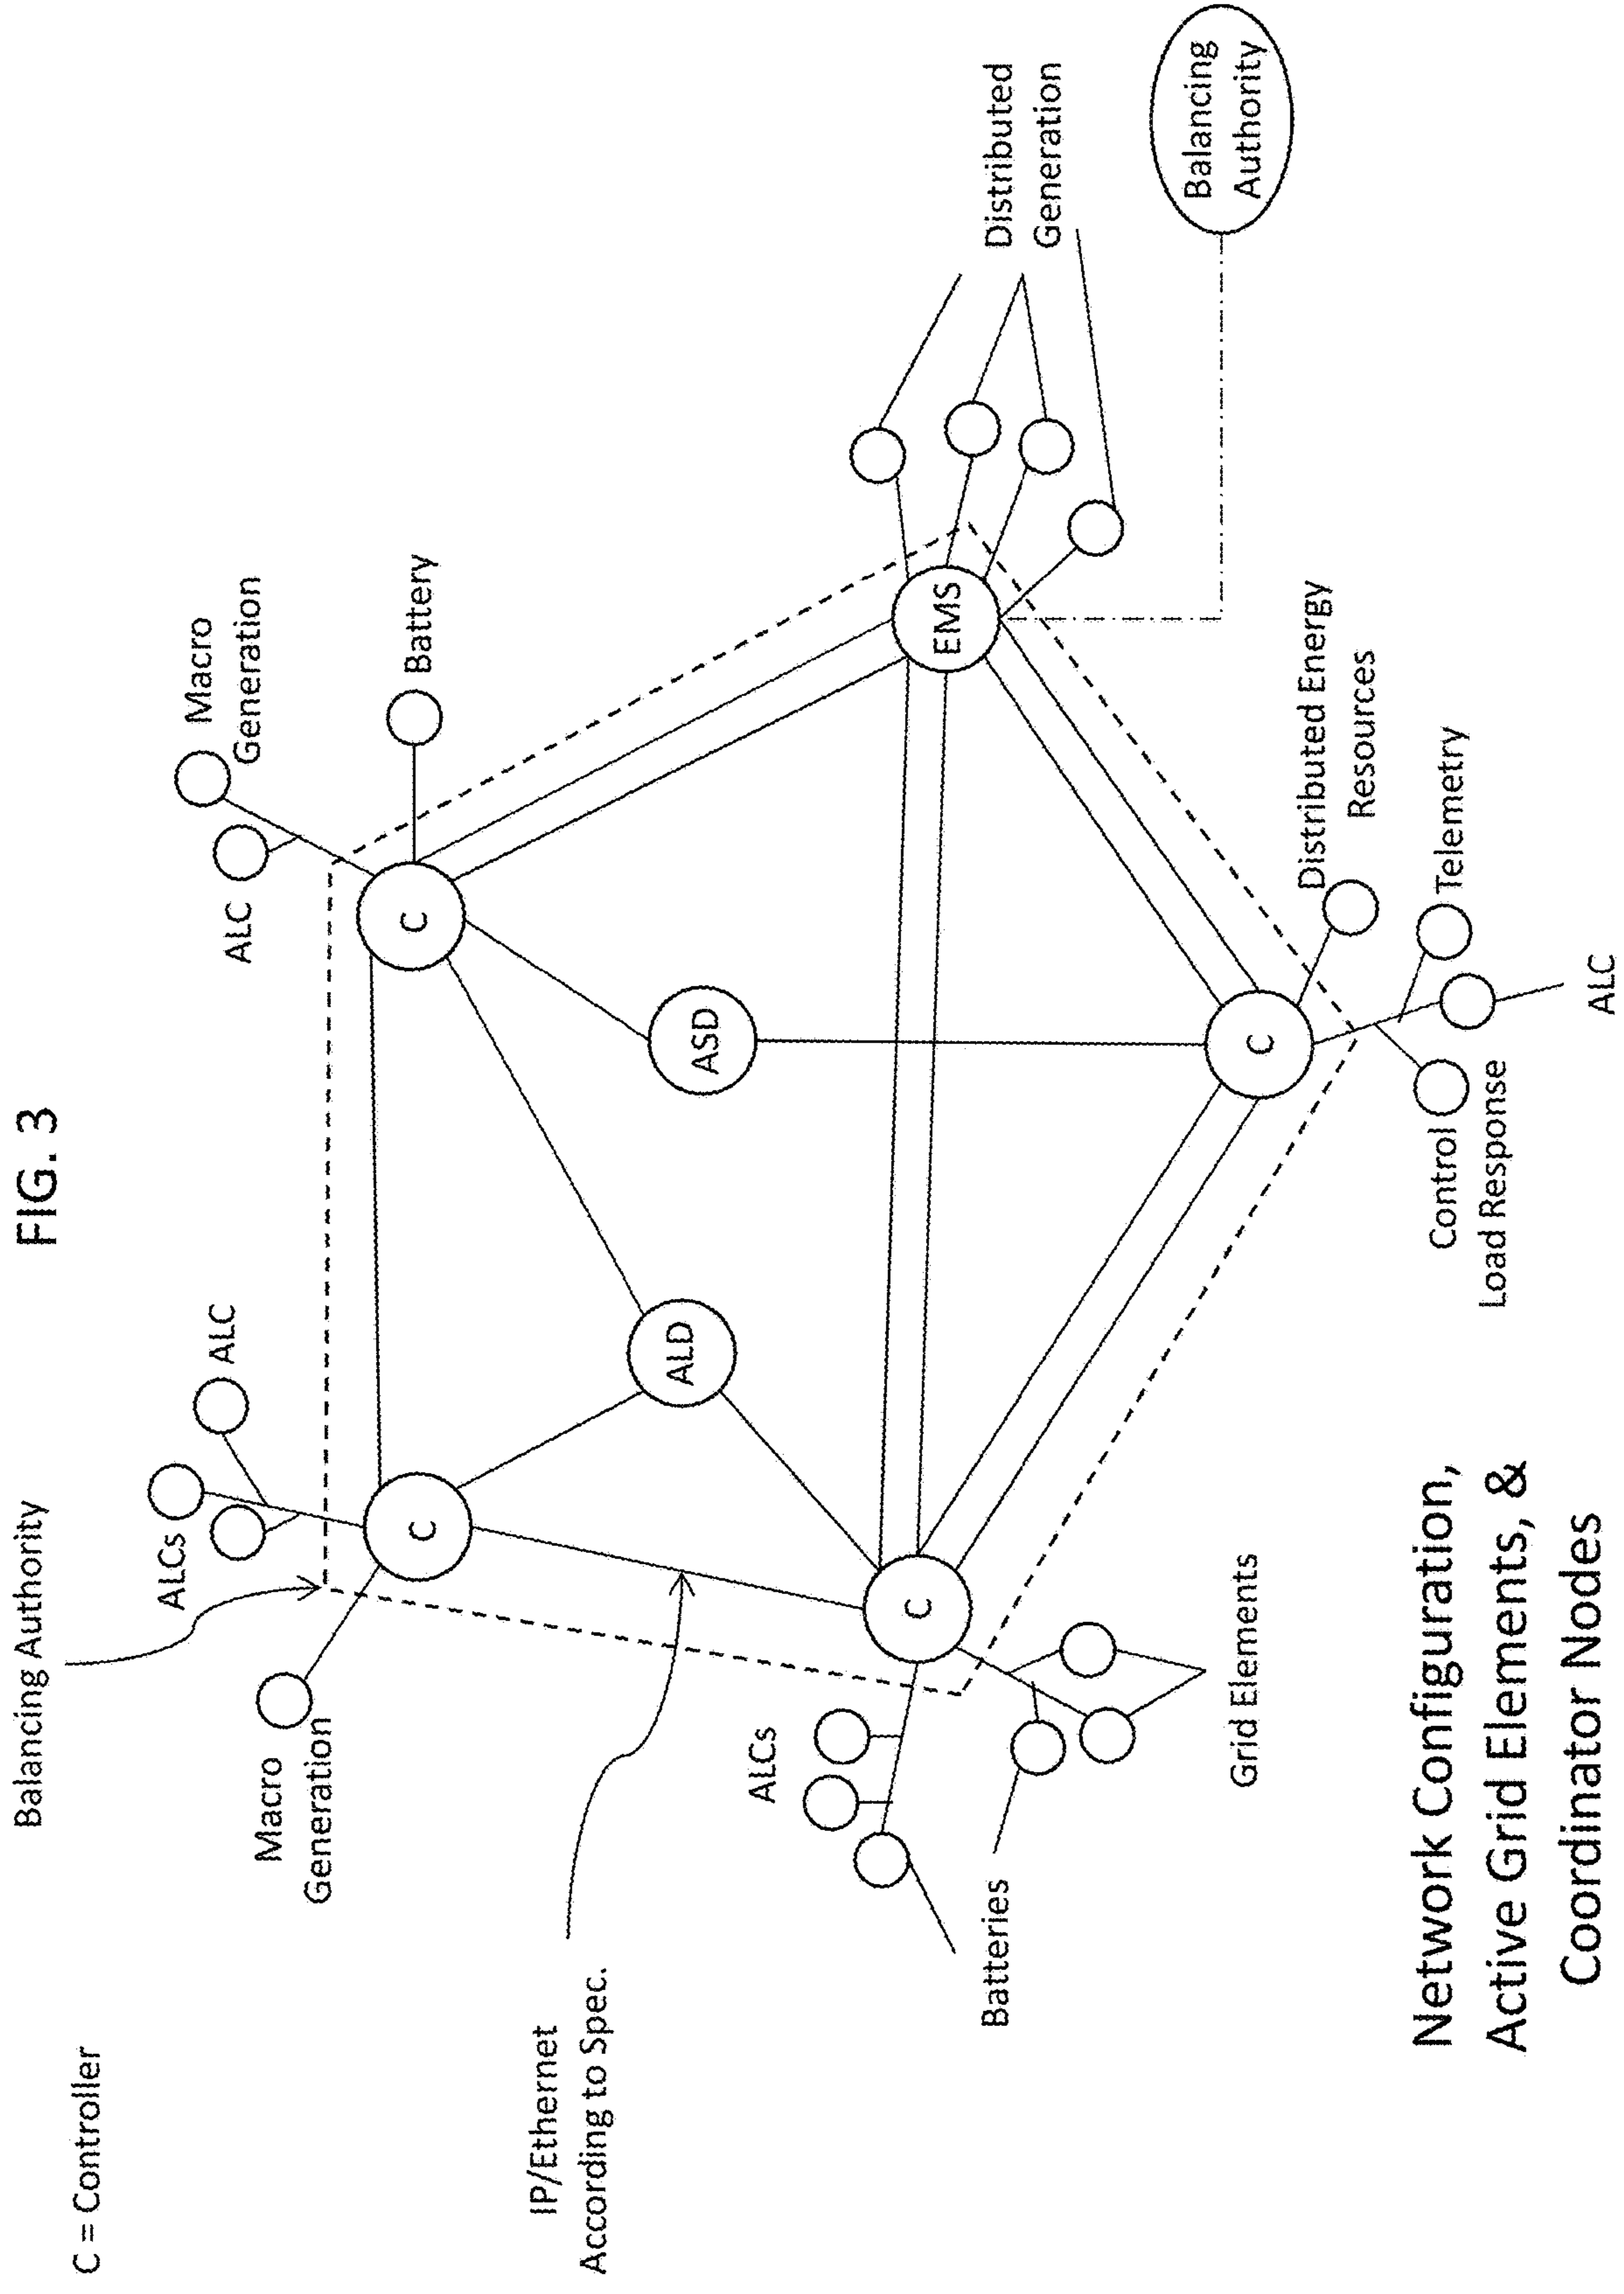 FIG. 3
C = Controller
Balancing Authority
ALCs
ALC
Macro
Generation
ALC
Macro
Generation
Battery
C
C
IP/Ethernet
According to Spec.
ALD
ASD
ALCs
Batteries
C
EMS
Distributed
Generation
Grid Elements
C
Balancing
Authority
Distributed Energy
Resources
Control
Load Response
Telemetry
ALC
Network Configuration,
Active Grid Elements, &
Coordinator Nodes